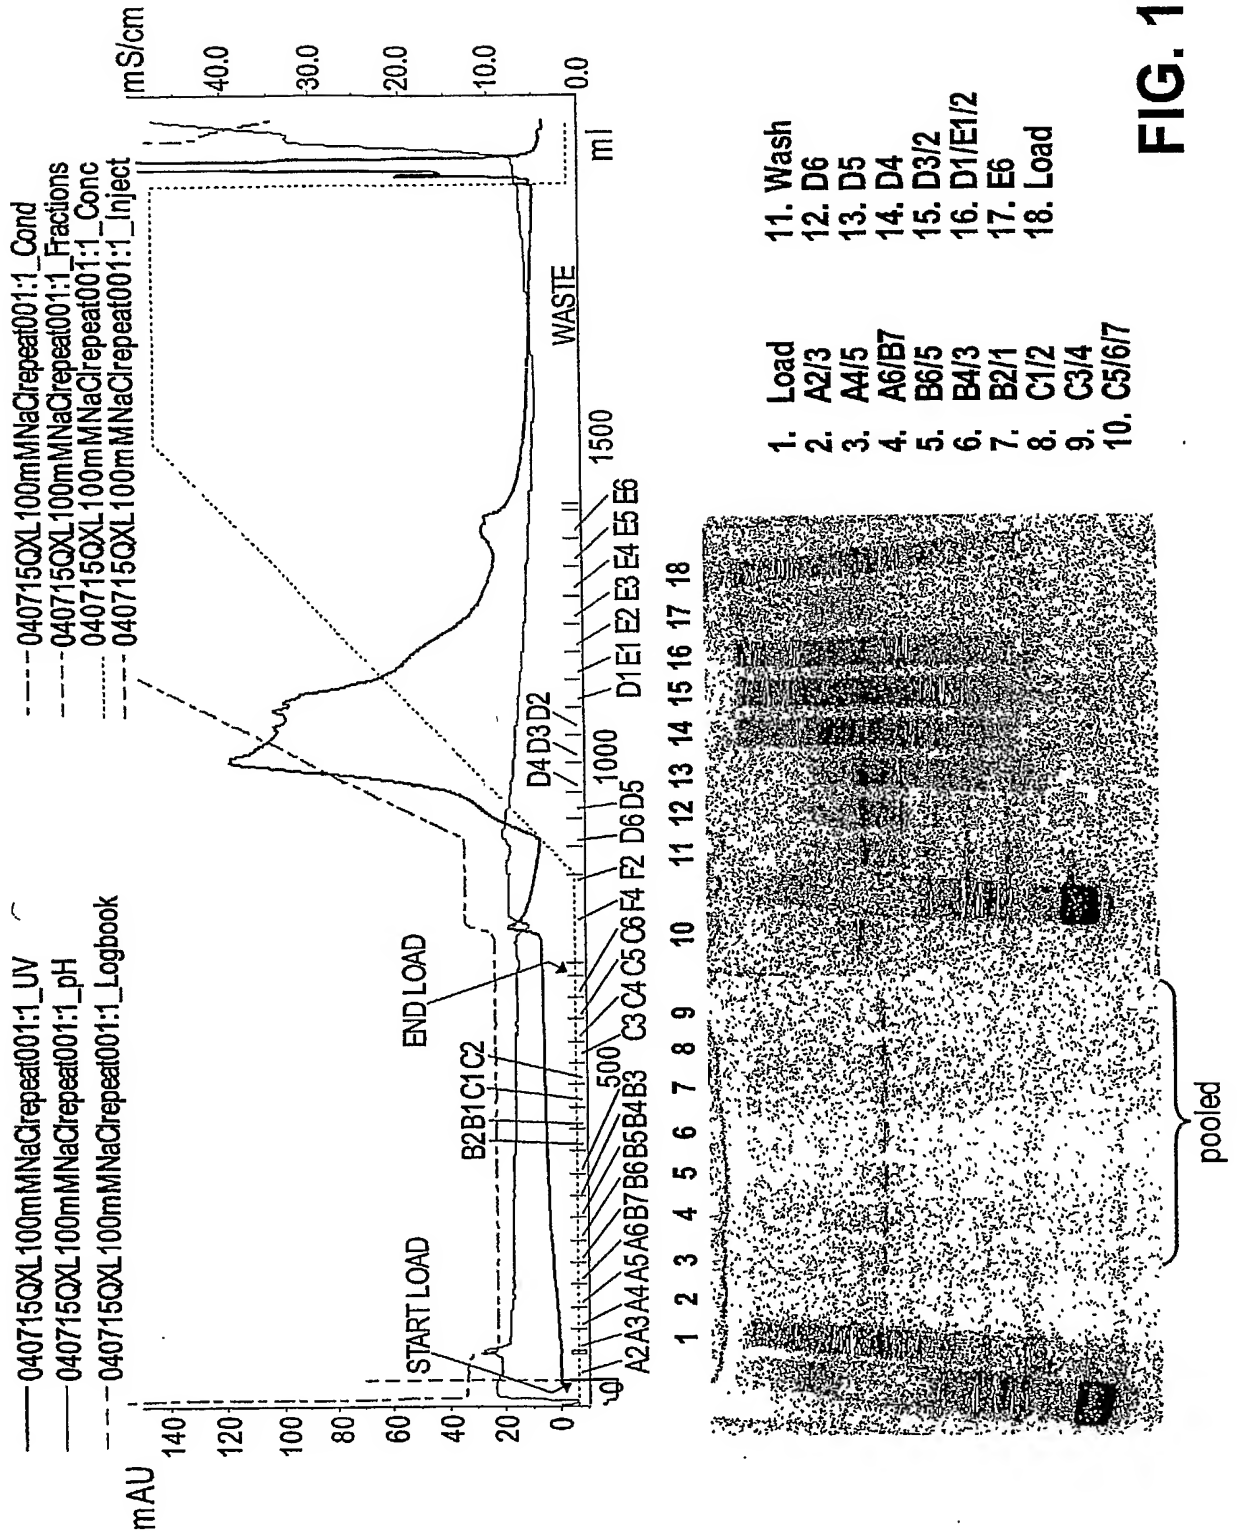 040715QXL100mMNaClrepeat001:1_UV
040715QXL100mMNaClrepeat001:1_pH
040715QXL100mMNaClrepeat001:1_Logbook
040715QXL100mMNaClrepeat001:1_Cond
040715QXL100mMNaClrepeat001:1_Fractions
040715QXL100mMNaClrepeat001:1_Conc
040715QXL100mMNaClrepeat001:1_Inject
mAU
140
120
100
80
60
40
20
0
mS/cm
40.0
30.0
20.0
10.0
0.0
START LOAD
END LOAD
B2 B1 C1 C2
D4 D3 D2
WASTE
500
1000
1500
ml
A2 A3 A4 A5 A6 B7 B6 B5 B4 B3
C3 C4 C5 C6 F4 F2
D6 D5
D1 E1 E2 E3 E4 E5 E6
1 2 3 4 5 6 7 8 9 10 11 12 13 14 15 16 17 18
pooled
1. Load
2. A2/3
3. A4/5
4. A6/B7
5. B6/5
6. B4/3
7. B2/1
8. C1/2
9. C3/4
10. C5/6/7
11. Wash
12. D6
13. D5
14. D4
15. D3/2
16. D1/E1/2
17. E6
18. Load
FIG. 1